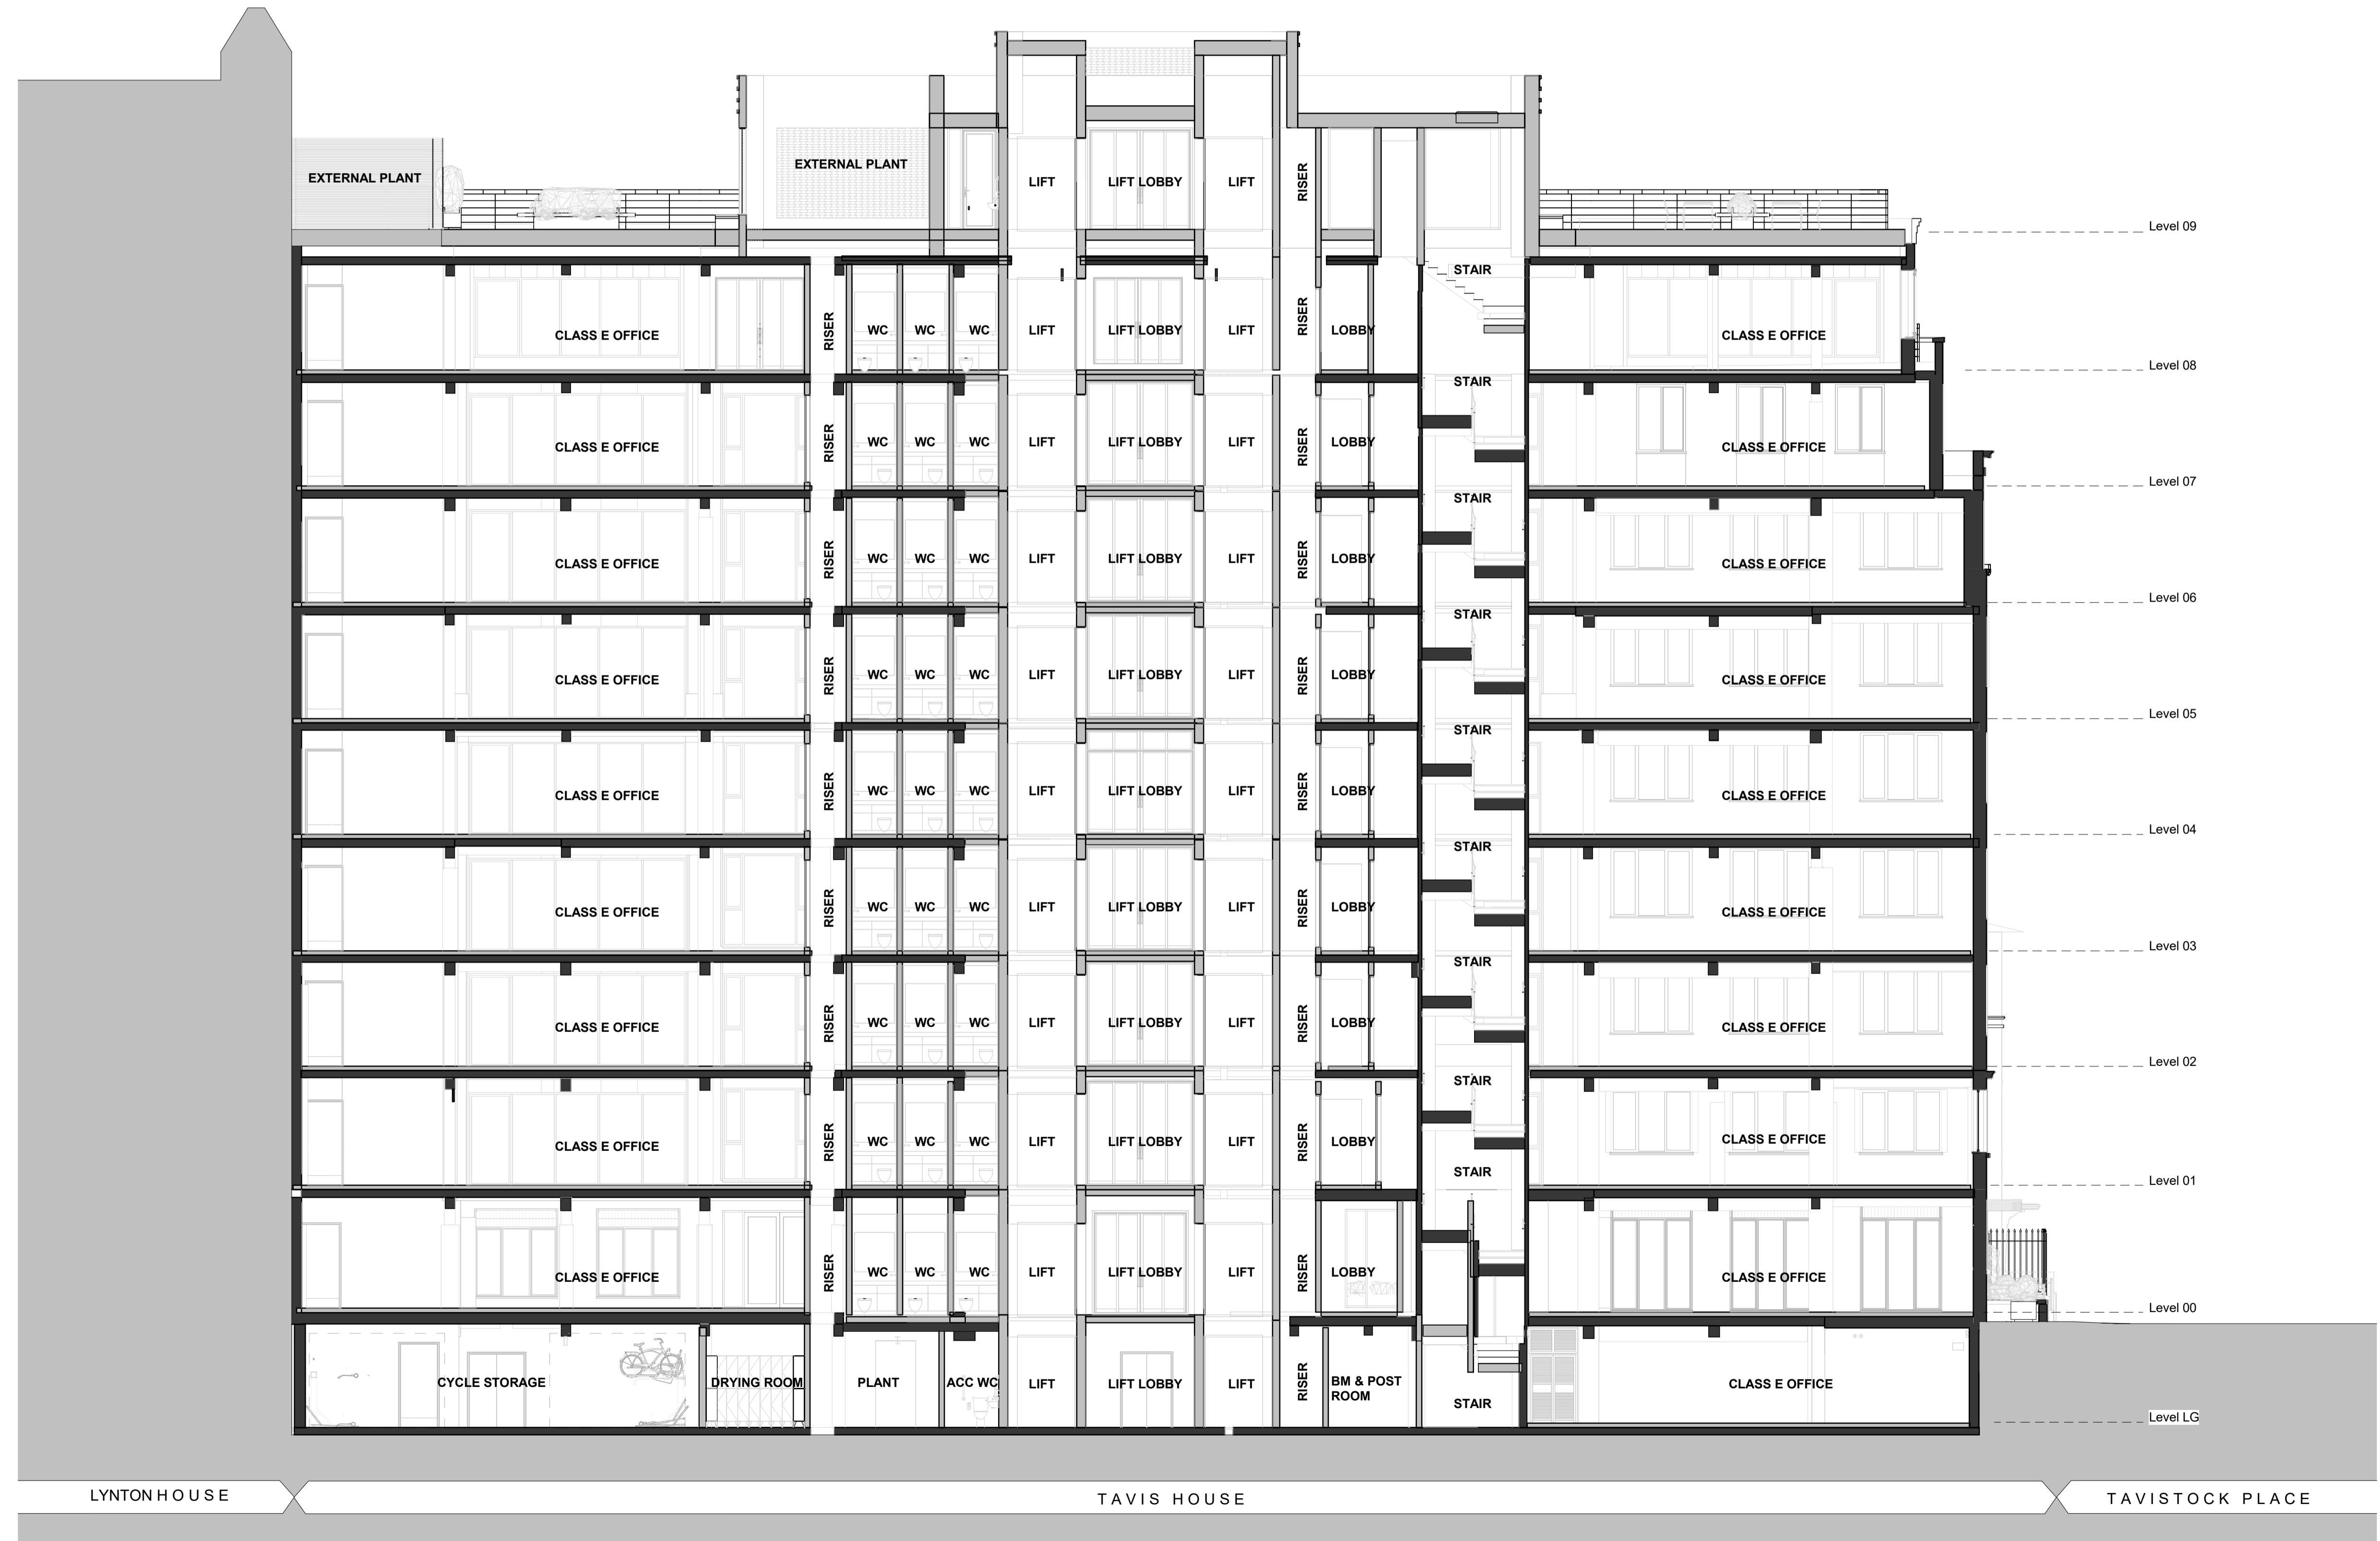 EXTERNAL PLANT
EXTERNAL PLANT
LIFT LIFT LOBBY LIFT RISER
Level 09
STAIR
CLASS E OFFICE RISER WC WC WC LIFT LIFT LOBBY LIFT RISER LOBBY CLASS E OFFICE
Level 08
STAIR
CLASS E OFFICE RISER WC WC WC LIFT LIFT LOBBY LIFT RISER LOBBY CLASS E OFFICE
Level 07
STAIR
CLASS E OFFICE RISER WC WC WC LIFT LIFT LOBBY LIFT RISER LOBBY CLASS E OFFICE
Level 06
STAIR
CLASS E OFFICE RISER WC WC WC LIFT LIFT LOBBY LIFT RISER LOBBY CLASS E OFFICE
Level 05
STAIR
CLASS E OFFICE RISER WC WC WC LIFT LIFT LOBBY LIFT RISER LOBBY CLASS E OFFICE
Level 04
STAIR
CLASS E OFFICE RISER WC WC WC LIFT LIFT LOBBY LIFT RISER LOBBY CLASS E OFFICE
Level 03
STAIR
CLASS E OFFICE RISER WC WC WC LIFT LIFT LOBBY LIFT RISER LOBBY CLASS E OFFICE
Level 02
STAIR
CLASS E OFFICE RISER WC WC WC LIFT LIFT LOBBY LIFT RISER LOBBY CLASS E OFFICE
STAIR
Level 01
CLASS E OFFICE RISER WC WC WC LIFT LIFT LOBBY LIFT RISER LOBBY CLASS E OFFICE
Level 00
CYCLE STORAGE DRYING ROOM PLANT ACC WC LIFT LIFT LOBBY LIFT RISER BM & POST
ROOM
STAIR
CLASS E OFFICE
Level LG
LYNTON HOUSE
TAVIS HOUSE
TAVISTOCK PLACE